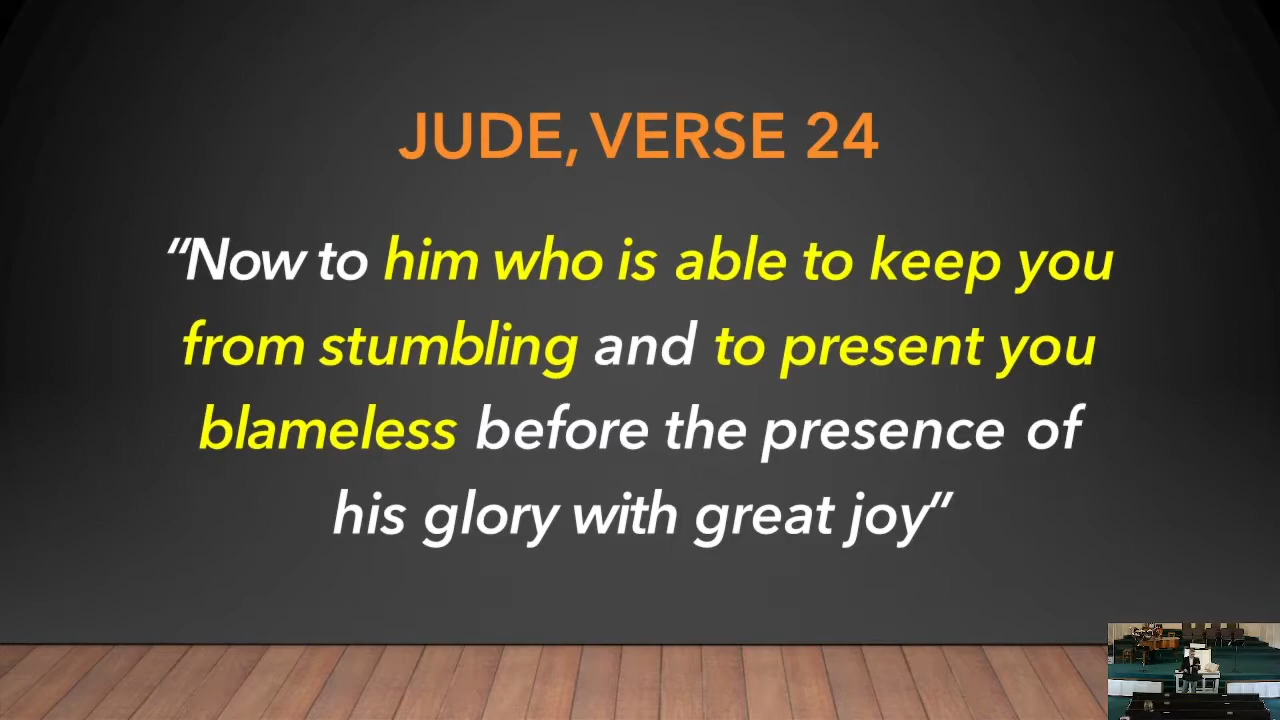 JUDE, VERSE 24
“Now to him who is able to keep you
from stumbling and to present you
blameless before the presence of
his glory with great joy”